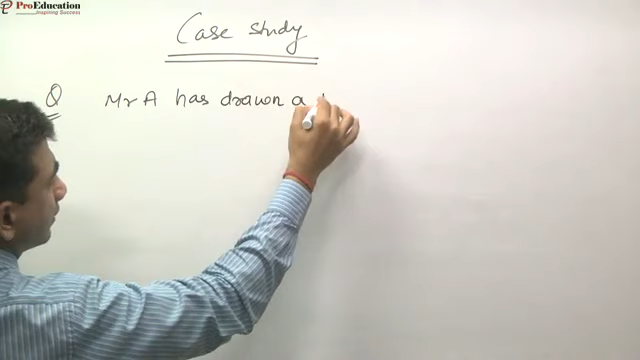 ProEducation
Inspiring Success
Case study
Q Mr A has drawn a